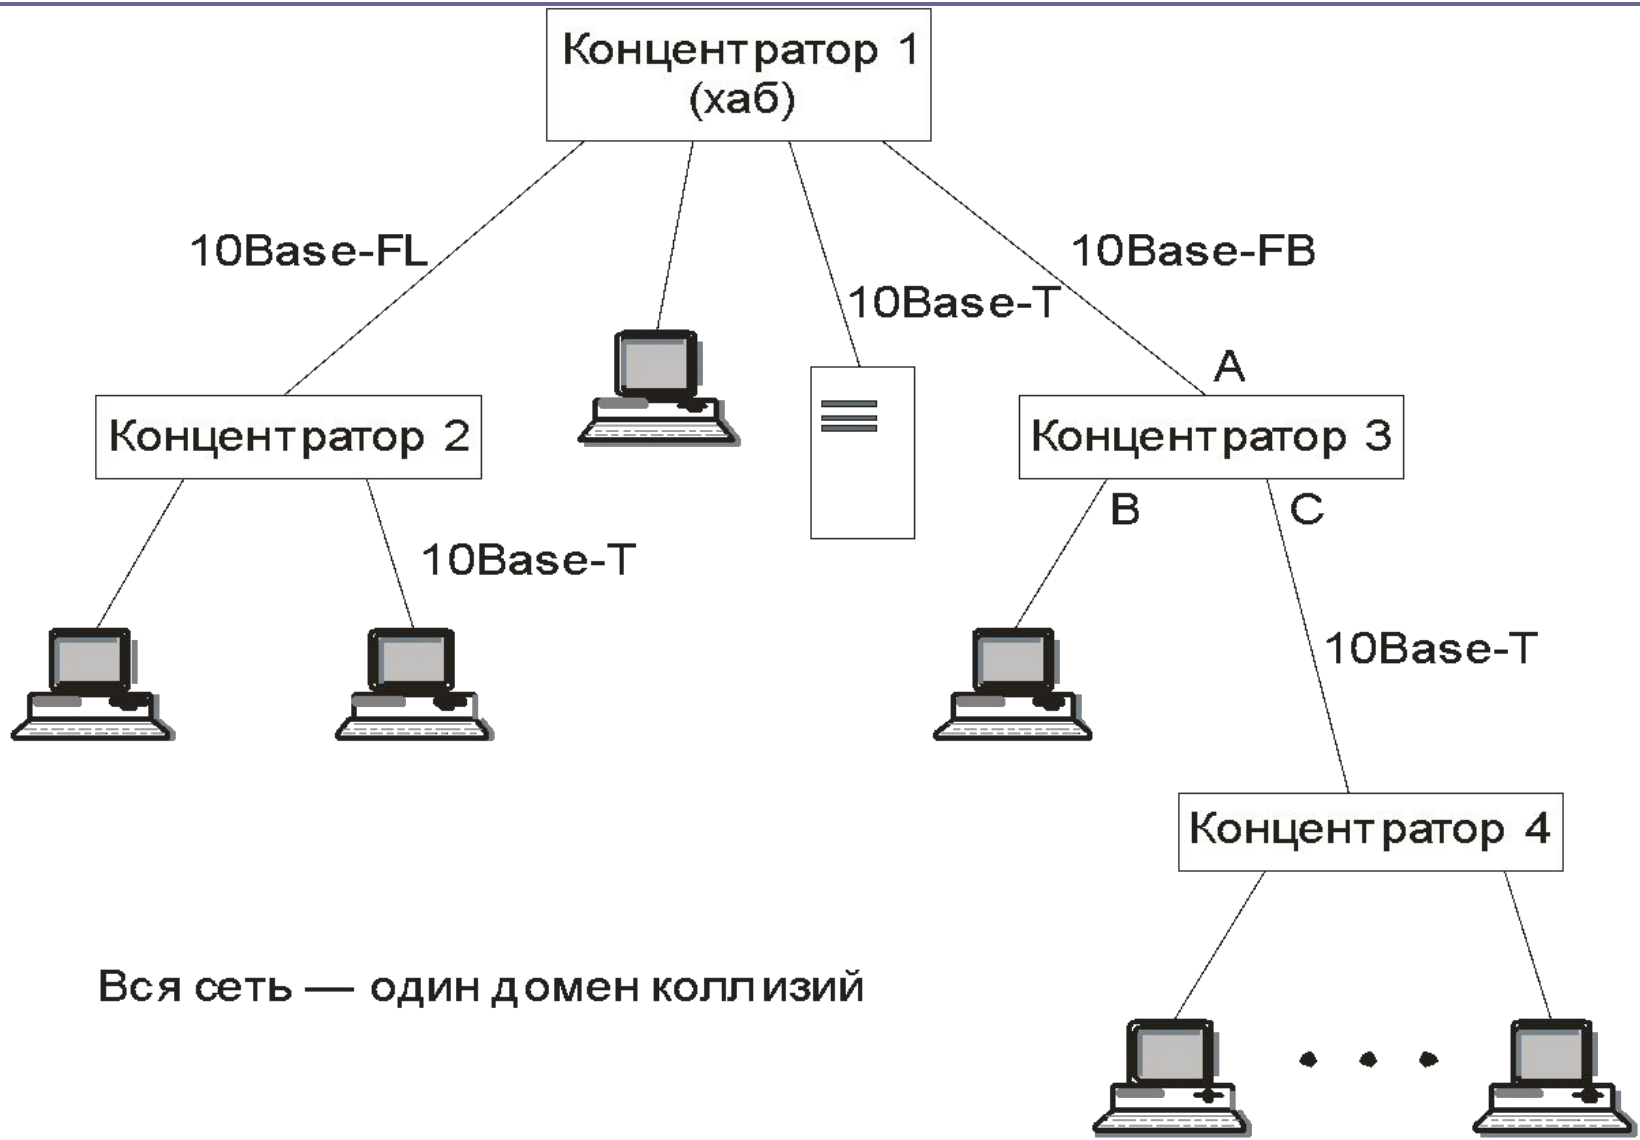 Концентратор 1
(хаб)
10Base-FL
10Base-FB
10Base-T
A
Концентратор 2
Концентратор 3
B
C
10Base-T
10Base-T
Концентратор 4
Вся сеть — один домен коллизий